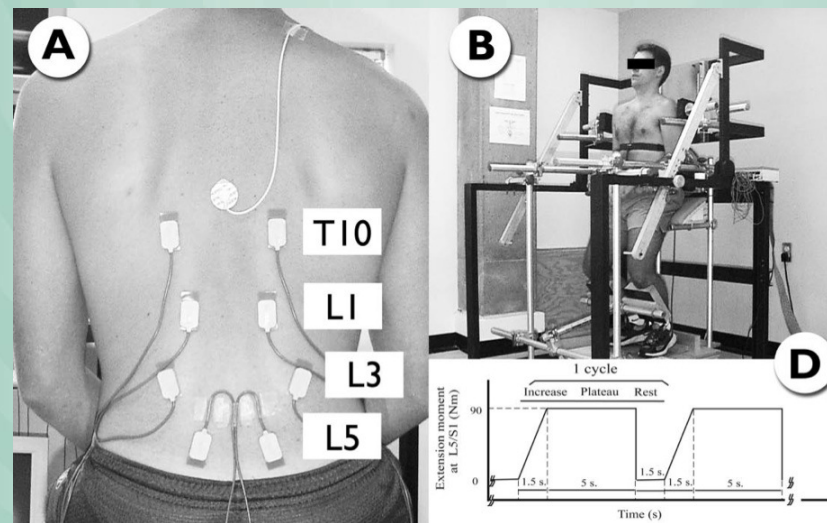 A
T10
L1
L3
L5
B
D
1 cycle
Increase Plateau Rest
Extension moment
at L5/S1 (Nm)
90
0
1.5 s.
5 s.
1.5 s.
1.5 s.
5 s.
Time (s)